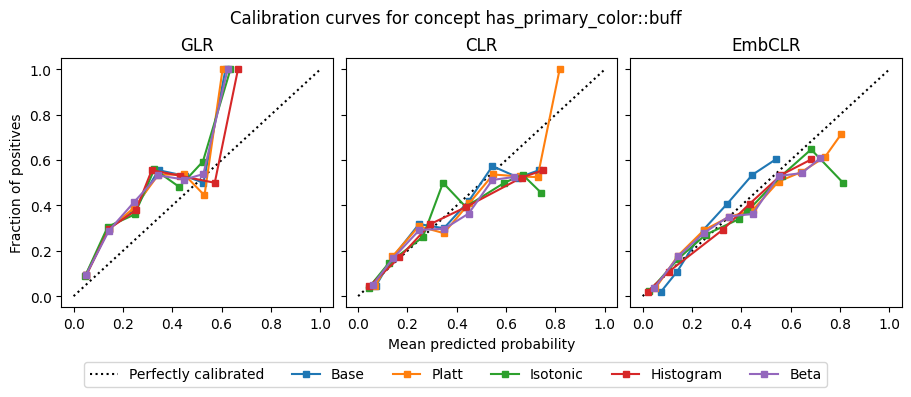 Calibration curves for concept has_primary_color::buff
GLR
CLR
EmbCLR
Fraction of positives
1.0
0.8
0.6
0.4
0.2
0.0
0.0 0.2 0.4 0.6 0.8 1.0
0.0 0.2 0.4 0.6 0.8 1.0
0.0 0.2 0.4 0.6 0.8 1.0
Mean predicted probability
Perfectly calibrated Base Platt Isotonic Histogram Beta